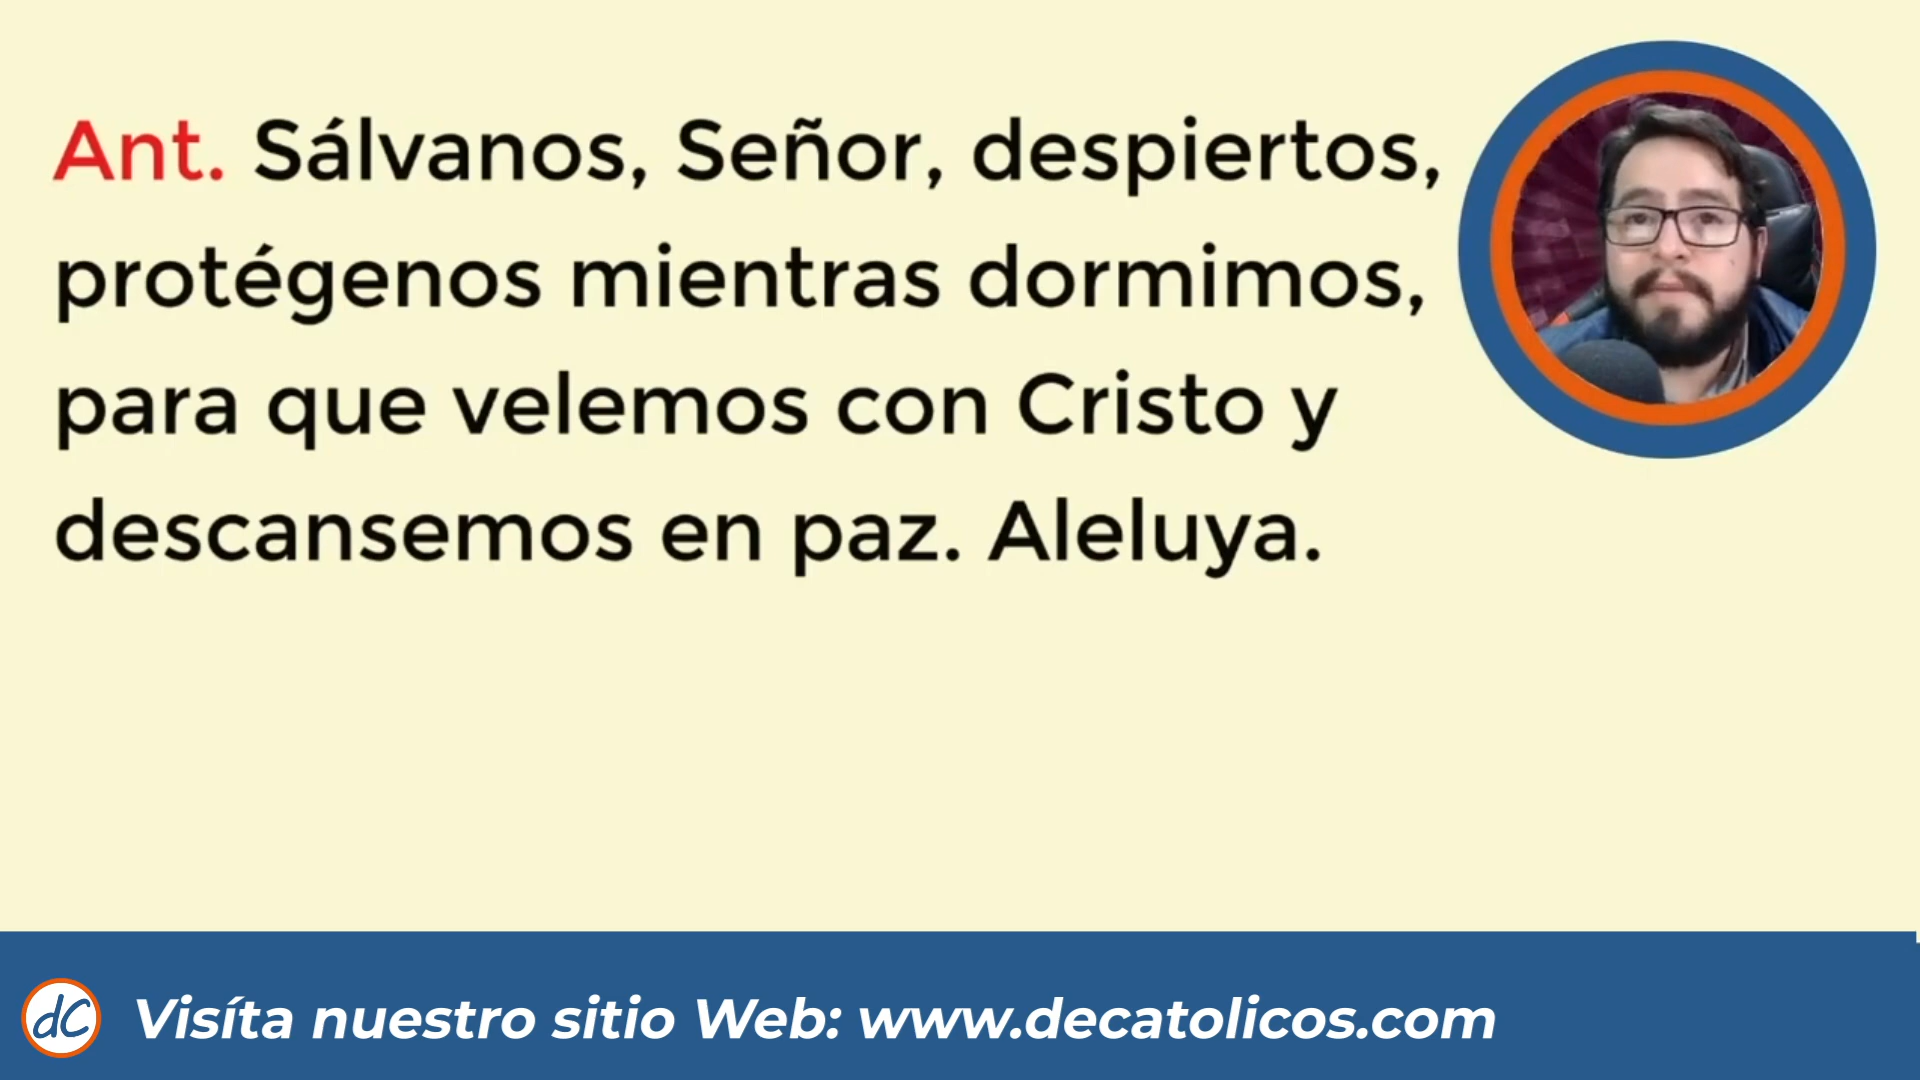 Ant. Sálvanos, Señor, despiertos,
protégenos mientras dormimos,
para que velemos con Cristo y
descansemos en paz. Aleluya.
dC Visíta nuestro sitio Web: www.decatolicos.com